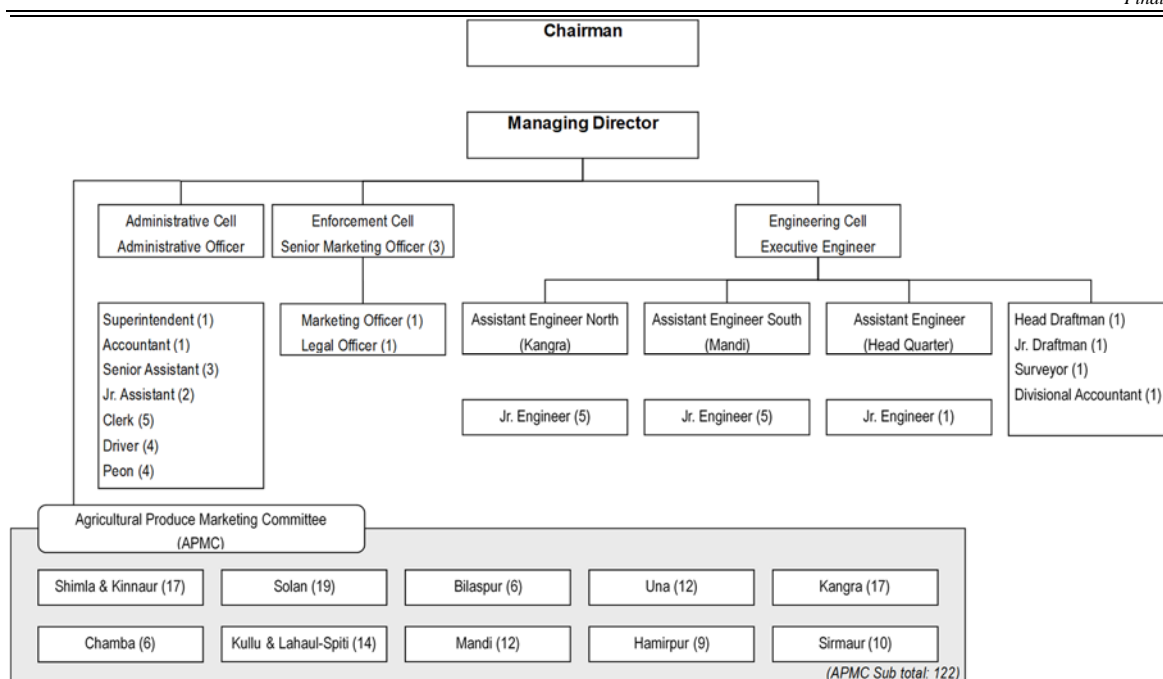 Final
Chairman
Managing Director
Administrative Cell
Administrative Officer
Enforcement Cell
Senior Marketing Officer (3)
Engineering Cell
Executive Engineer
Superintendent (1)
Accountant (1)
Senior Assistant (3)
Jr. Assistant (2)
Clerk (5)
Driver (4)
Peon (4)
Marketing Officer (1)
Legal Officer (1)
Assistant Engineer North
(Kangra)
Assistant Engineer South
(Mandi)
Assistant Engineer
(Head Quarter)
Head Draftman (1)
Jr. Draftman (1)
Surveyor (1)
Divisional Accountant (1)
Jr. Engineer (5)
Jr. Engineer (5)
Jr. Engineer (1)
Agricultural Produce Marketing Committee
(APMC)
Shimla & Kinnaur (17)
Solan (19)
Bilaspur (6)
Una (12)
Kangra (17)
Chamba (6)
Kullu & Lahaul-Spiti (14)
Mandi (12)
Hamirpur (9)
Sirmaur (10)
(APMC Sub total: 122)